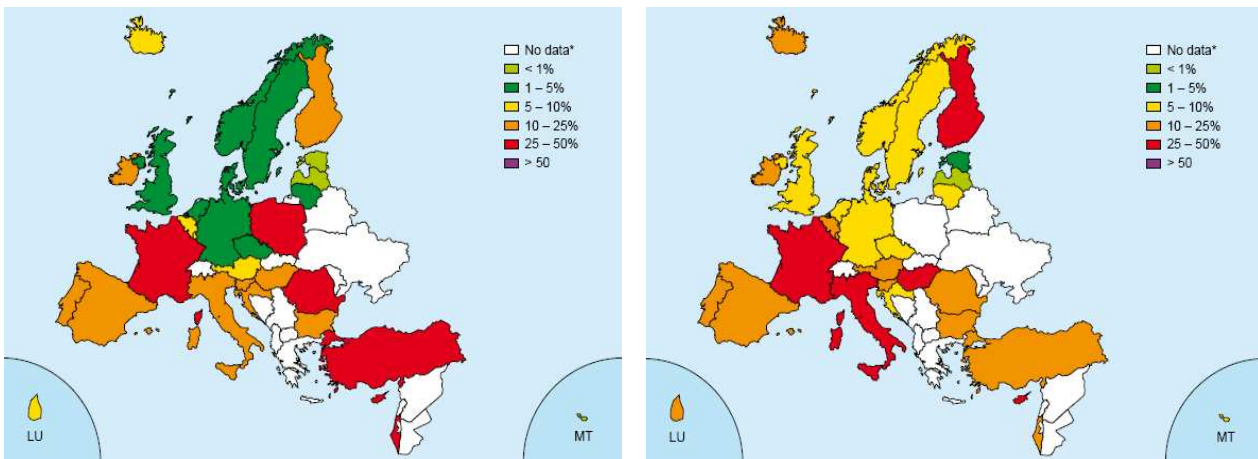 No data*
< 1%
1 – 5%
5 – 10%
10 – 25%
25 – 50%
> 50
LU
MT
No data*
< 1%
1 – 5%
5 – 10%
10 – 25%
25 – 50%
> 50
LU
MT